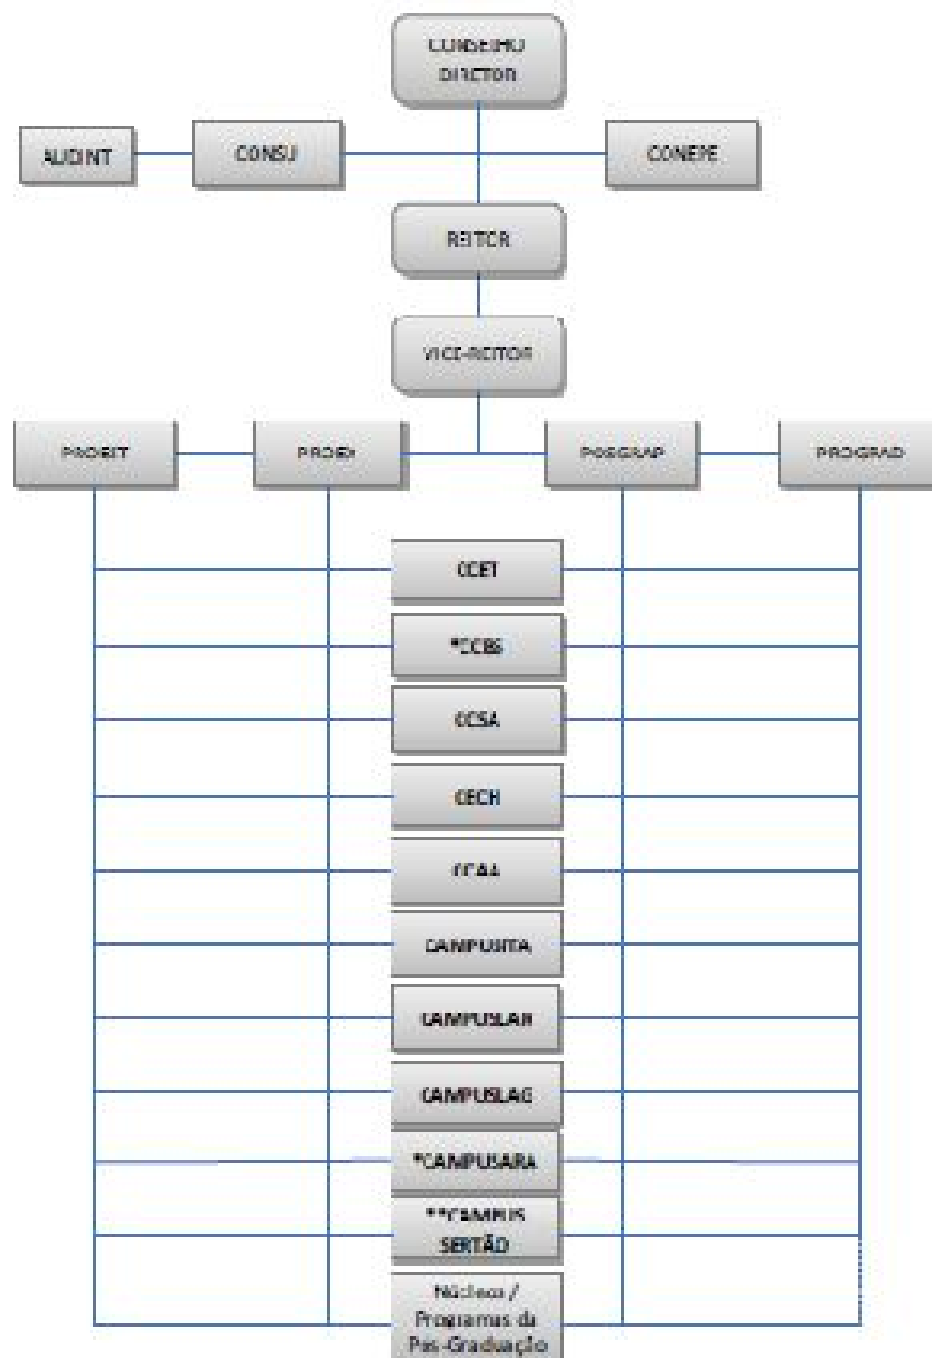 CONSELHO
DIRETOR
AUDINT
CONSU
CONEPE
REITOR
VICE-REITOR
PROEX
POSGRAP
PROGRAD
CCET
*CCBS
CCSA
CECH
CCAA
CAMPUSITA
CAMPUSLAR
CAMPUSLAG
*CAMPUSARA
**CAMPUS
SERTÃO
Núcleos /
Programas da
Pós-Graduação